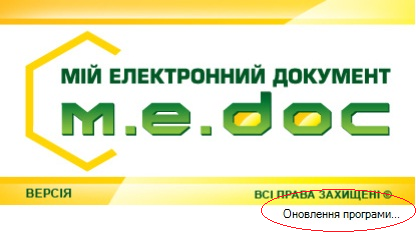 МІЙ ЕЛЕКТРОННИЙ ДОКУМЕНТ
m.e.doc
ВЕРСІЯ ВСІ ПРАВА ЗАХИЩЕНІ ©
Оновлення програми...